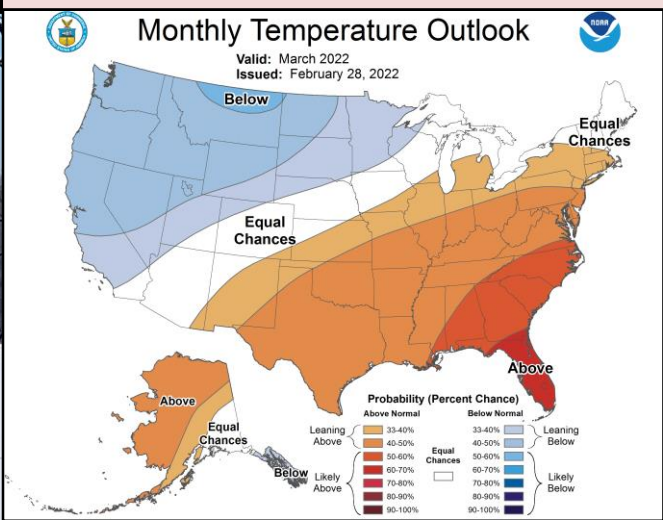 Monthly Temperature Outlook
NOAA
Valid: March 2022
Issued: February 28, 2022
Below
Equal
Chances
Equal
Chances
Above
Above
Equal
Chances
Below
Probability (Percent Chance)
Above Normal
Below Normal
Leaning
Above
33-40%
40-50%
Likely
Above
50-60%
60-70%
70-80%
80-90%
90-100%
Equal
Chances
33-40%
40-50%
Leaning
Below
50-60%
60-70%
70-80%
80-90%
90-100%
Likely
Below